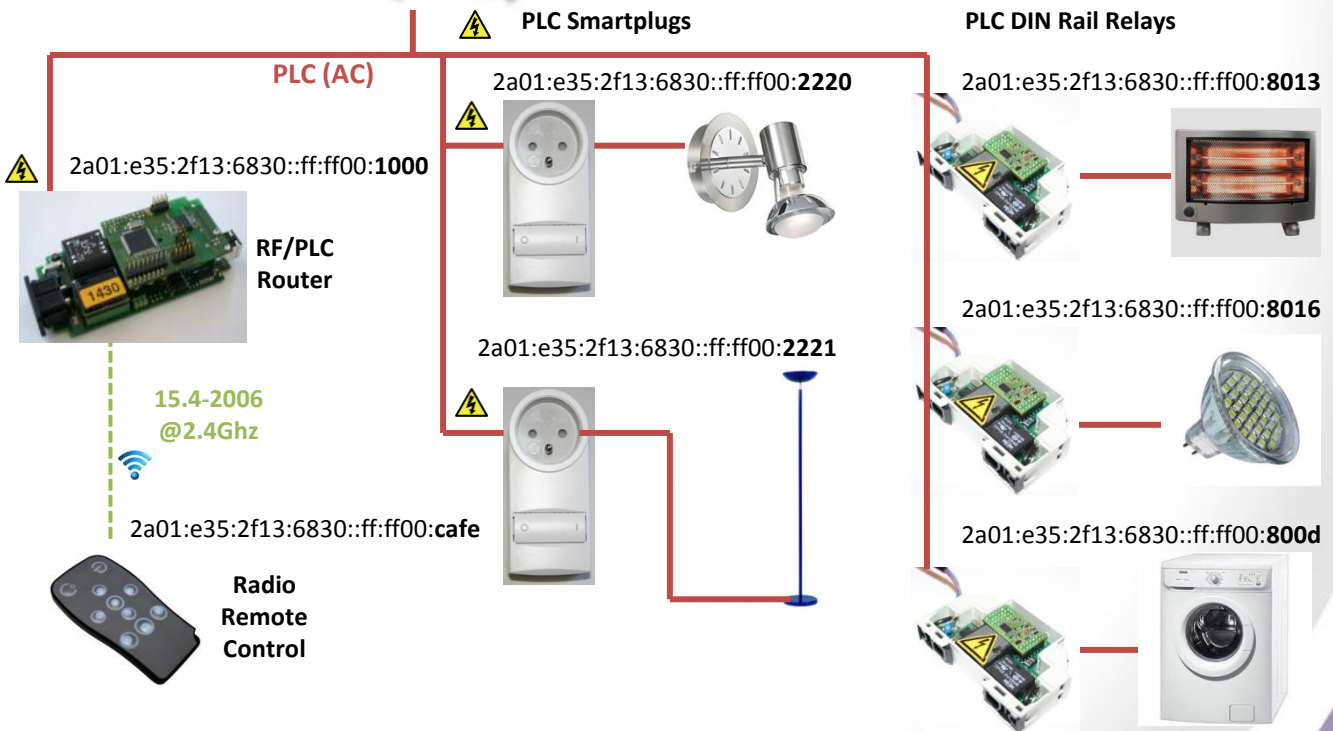 PLC Smartplugs
PLC DIN Rail Relays
PLC (AC)
2a01:e35:2f13:6830::ff:ff00:2220
2a01:e35:2f13:6830::ff:ff00:8013
2a01:e35:2f13:6830::ff:ff00:1000
RF/PLC
Router
1430
2a01:e35:2f13:6830::ff:ff00:8016
2a01:e35:2f13:6830::ff:ff00:2221
15.4-2006
@2.4Ghz
2a01:e35:2f13:6830::ff:ff00:cafe
2a01:e35:2f13:6830::ff:ff00:800d
Radio
Remote
Control